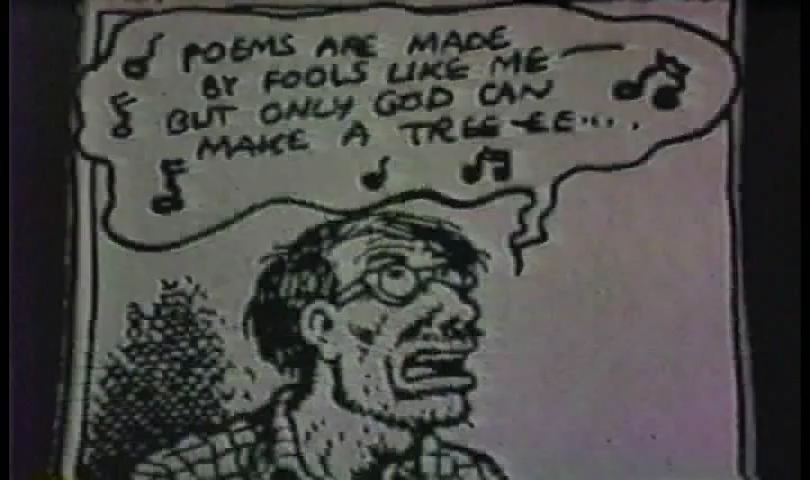 POEMS ARE MADE
BY FOOLS LIKE ME —
BUT ONLY GOD CAN
MAKE A TREE-EE....